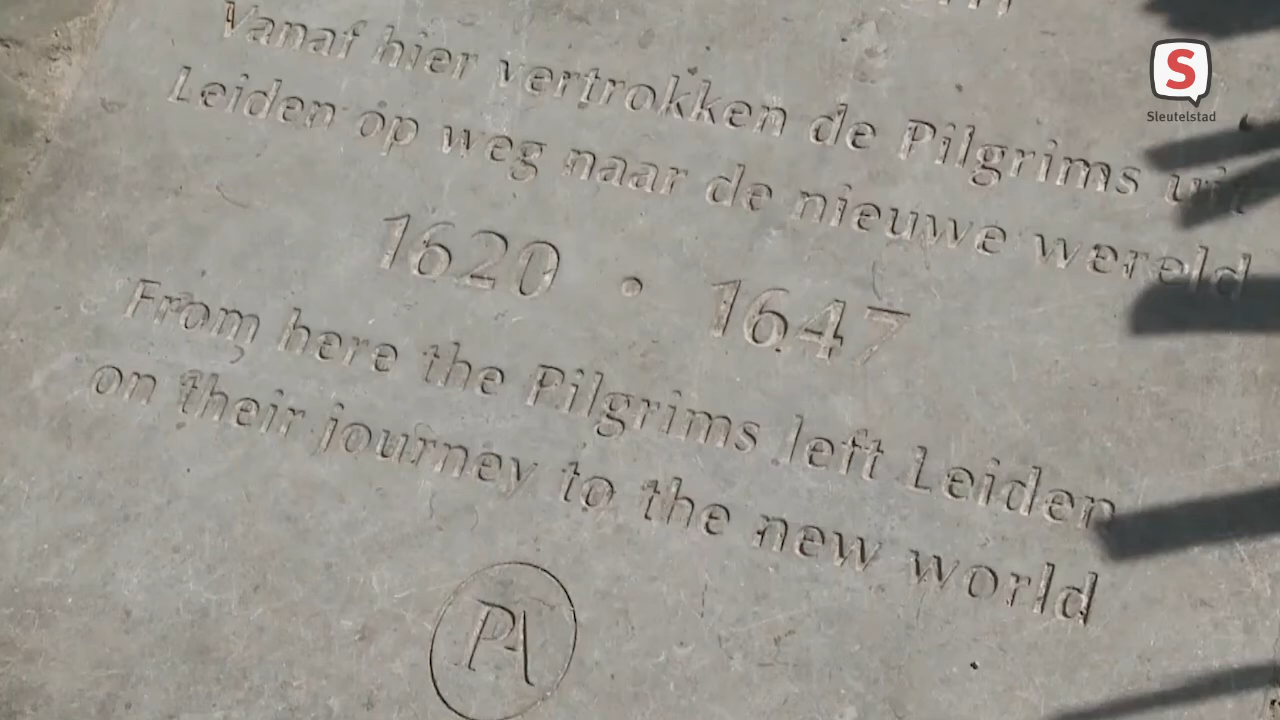 Vanaf hier vertrokken de Pilgrims uit
Leiden op weg naar de nieuwe wereld
1620 • 1647
From here the Pilgrims left Leiden
on their journey to the new world
PA
S
Sleutelstad